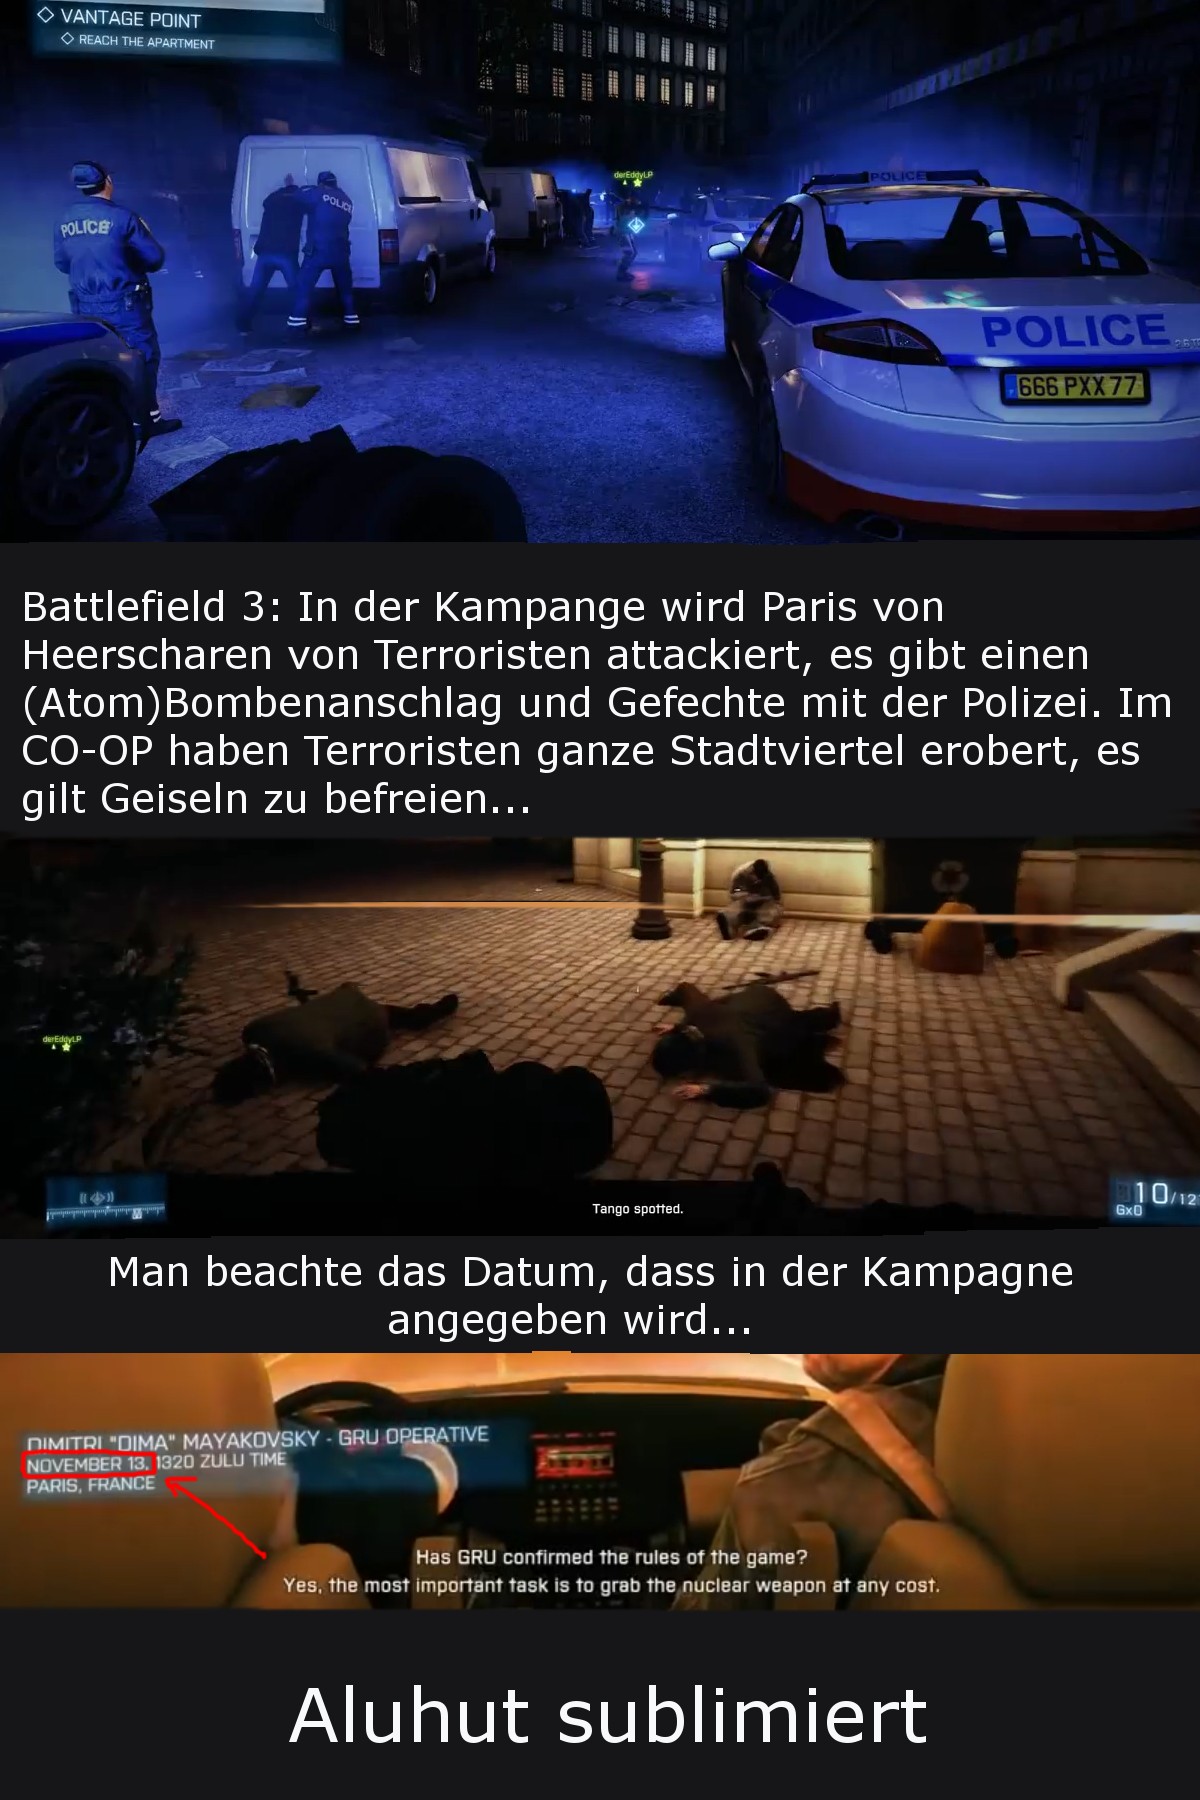 VANTAGE POINT
REACH THE APARTMENT
derEddyLP
POLICE
POLICE
POLICE
POLICE
666 PXX 77
Battlefield 3: In der Kampange wird Paris von
Heerscharen von Terroristen attackiert, es gibt einen
(Atom)Bombenanschlag und Gefechte mit der Polizei. Im
CO-OP haben Terroristen ganze Stadtviertel erobert, es
gilt Geiseln zu befreien...
derEddyLP
Tango spotted.
10/12
Gx0
Man beachte das Datum, dass in der Kampagne
angegeben wird...
DIMITRI "DIMA" MAYAKOVSKY - GRU OPERATIVE
NOVEMBER 13, 1320 ZULU TIME
PARIS, FRANCE
Has GRU confirmed the rules of the game?
Yes, the most important task is to grab the nuclear weapon at any cost.
Aluhut sublimiert